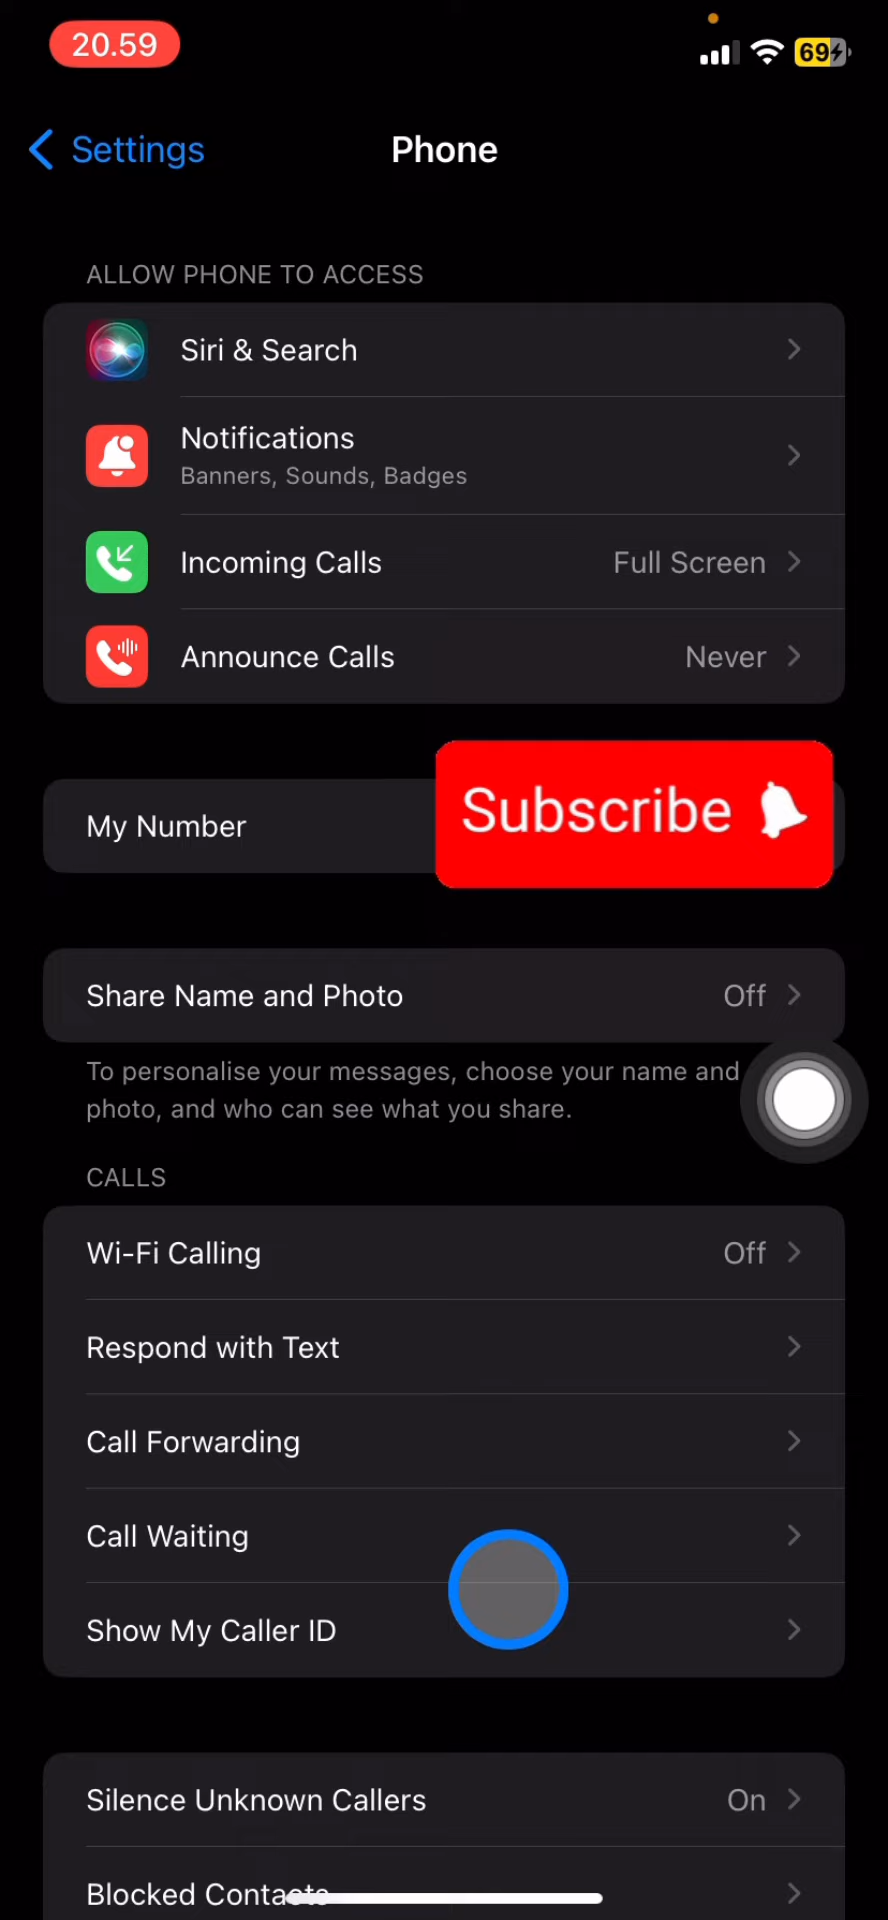 20.59
69
Settings
Phone
ALLOW PHONE TO ACCESS
Siri & Search
Notifications
Banners, Sounds, Badges
Incoming Calls
Full Screen
Announce Calls
Never
My Number
Subscribe
Share Name and Photo
Off
To personalise your messages, choose your name and
photo, and who can see what you share.
CALLS
Wi-Fi Calling
Off
Respond with Text
Call Forwarding
Call Waiting
Show My Caller ID
Silence Unknown Callers
On
Blocked Contacts